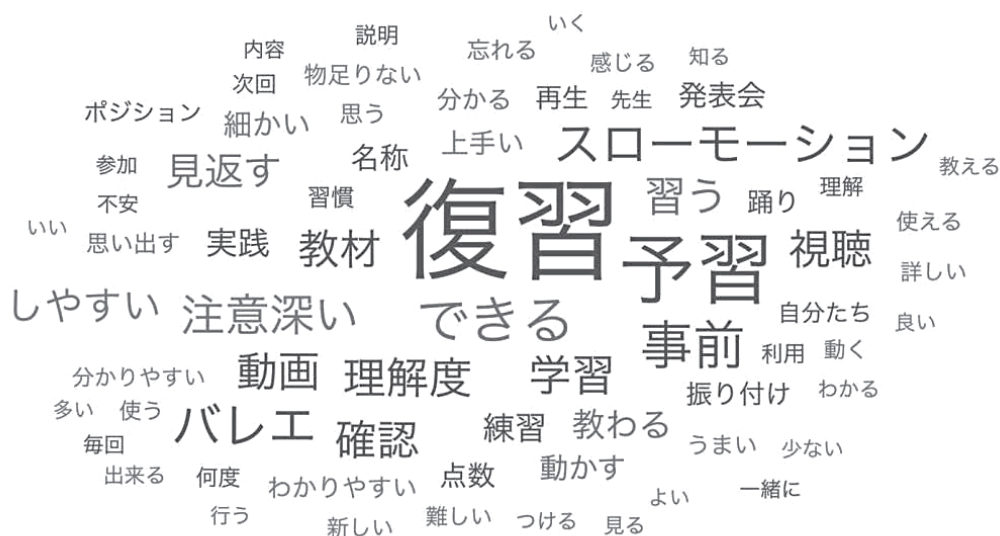 いく
内容 説明 忘れる 感じる 知る
次回 物足りない 分かる 再生 先生 発表会
ポジション 細かい 思う 上手い スローモーション
参加 見返す 名称 教える
不安 習慣 復習 習う 踊り 理解
いい 思い出す 実践 教材 予習 視聴 使える
しやすい 注意深い できる 詳しい
事前 自分たち 良い
分かりやすい 動画 理解度 学習 利用 動く
多い 使う バレエ 振り付け わかる
毎回 確認 練習 教わる うまい 少ない
出来る 何度 わかりやすい 点数 動かす よい 一緒に
行う 新しい 難しい つける 見る